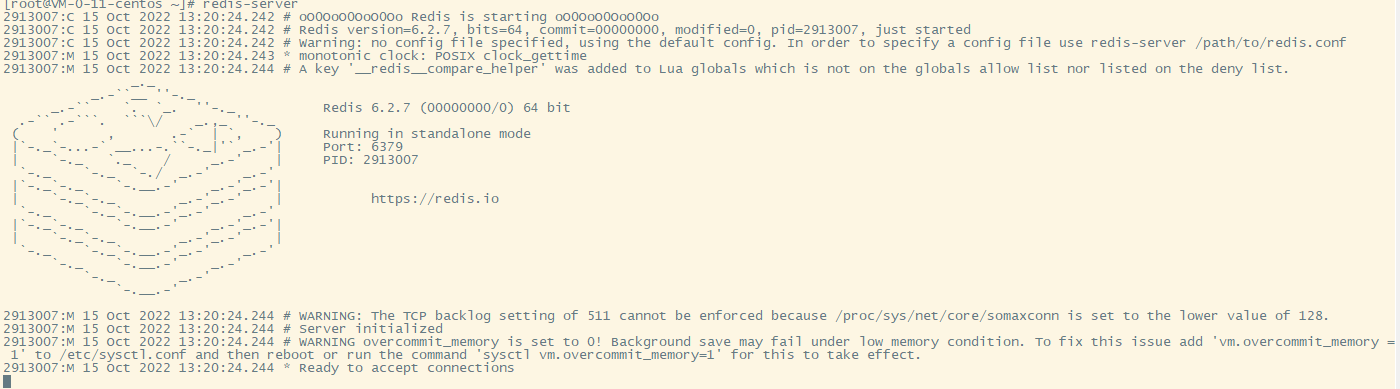 [root@VM-0-11-centos ~]# redis-server
2913007:C 15 Oct 2022 13:20:24.242 # oO0OoO0OoO0Oo Redis is starting oO0OoO0OoO0Oo
2913007:C 15 Oct 2022 13:20:24.242 # Redis version=6.2.7, bits=64, commit=00000000, modified=0, pid=2913007, just started
2913007:C 15 Oct 2022 13:20:24.242 # Warning: no config file specified, using the default config. In order to specify a config file use redis-server /path/to/redis.conf
2913007:M 15 Oct 2022 13:20:24.243 * monotonic clock: POSIX clock_gettime
2913007:M 15 Oct 2022 13:20:24.244 # A key '__redis__compare_helper' was added to Lua globals which is not on the globals allow list nor listed on the deny list.
Redis 6.2.7 (00000000/0) 64 bit
Running in standalone mode
Port: 6379
PID: 2913007
https://redis.io
2913007:M 15 Oct 2022 13:20:24.244 # WARNING: The TCP backlog setting of 511 cannot be enforced because /proc/sys/net/core/somaxconn is set to the lower value of 128.
2913007:M 15 Oct 2022 13:20:24.244 # Server initialized
2913007:M 15 Oct 2022 13:20:24.244 # WARNING overcommit_memory is set to 0! Background save may fail under low memory condition. To fix this issue add 'vm.overcommit_memory =
1' to /etc/sysctl.conf and then reboot or run the command 'sysctl vm.overcommit_memory=1' for this to take effect.
2913007:M 15 Oct 2022 13:20:24.244 * Ready to accept connections